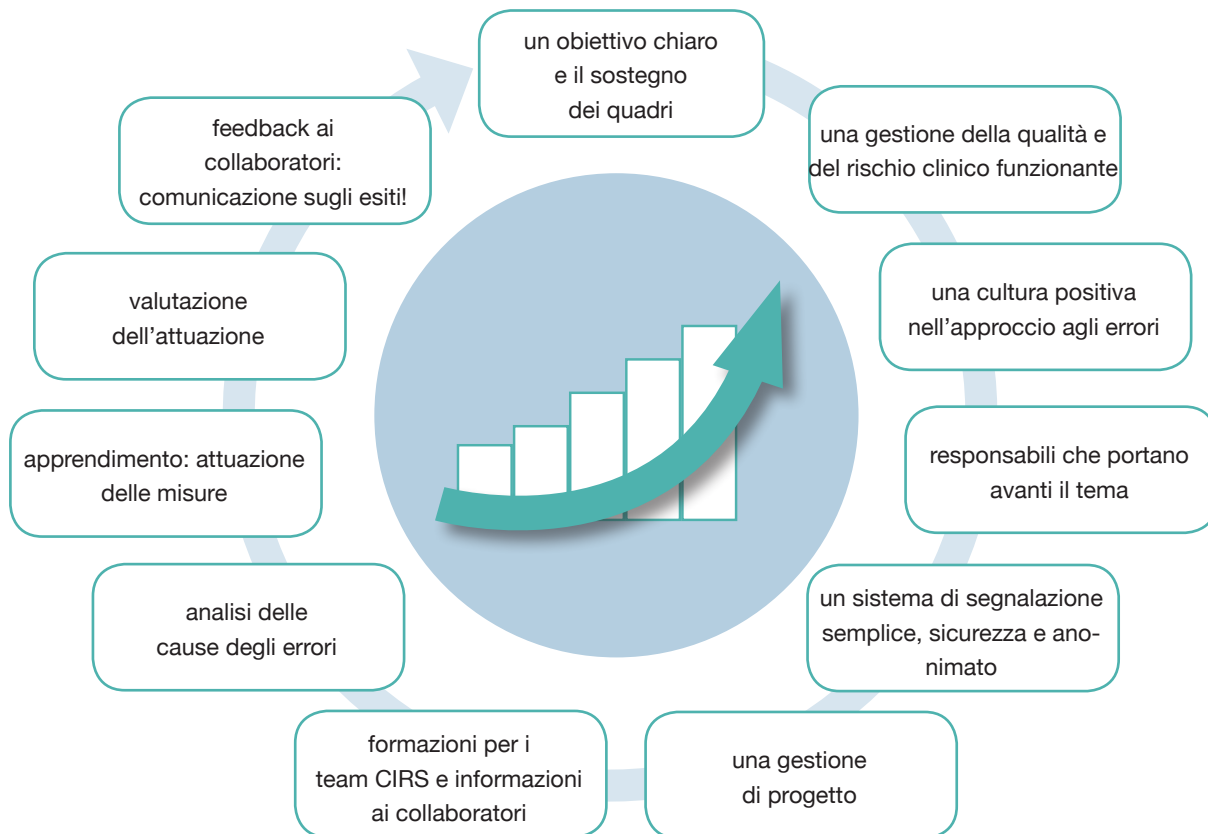 un obiettivo chiaro
e il sostegno
dei quadri
una gestione della qualità e
del rischio clinico funzionante
una cultura positiva
nell’approccio agli errori
responsabili che portano
avanti il tema
un sistema di segnalazione
semplice, sicurezza e ano-
nimato
una gestione
di progetto
formazioni per i
team CIRS e informazioni
ai collaboratori
analisi delle
cause degli errori
apprendimento: attuazione
delle misure
valutazione
dell’attuazione
feedback ai
collaboratori:
comunicazione sugli esiti!